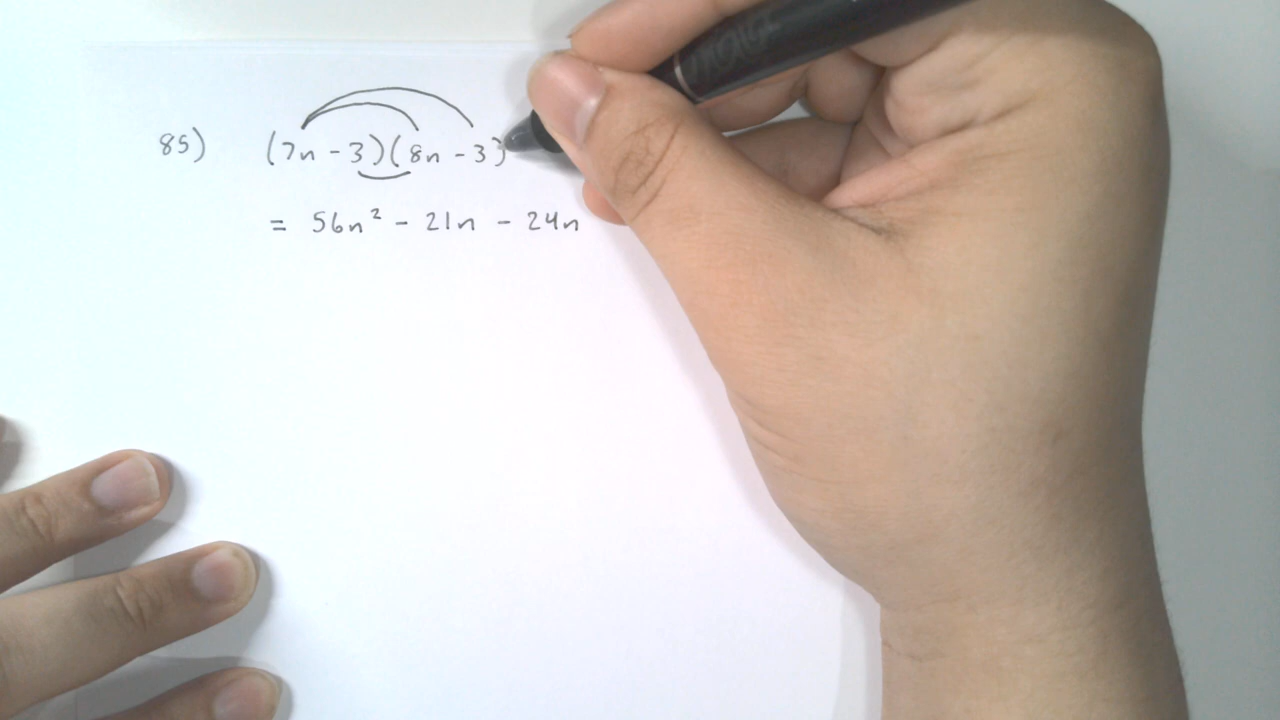 85) (7n - 3)(8n - 3)
= 56n² - 21n - 24n